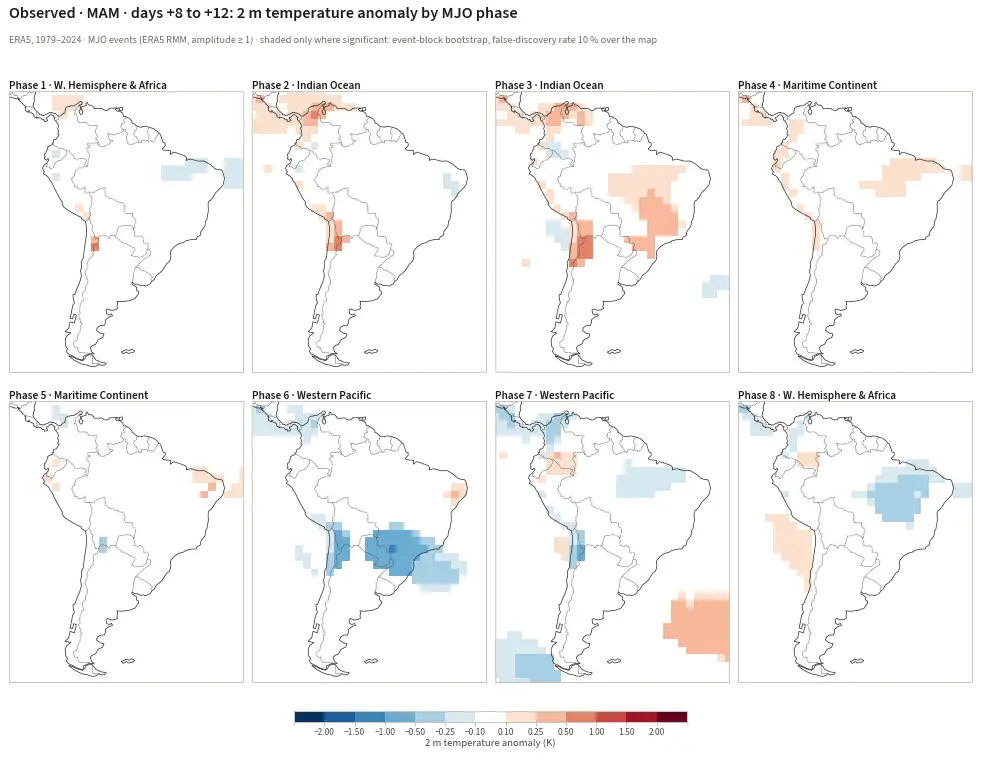 Observed · MAM · days +8 to +12: 2 m temperature anomaly by MJO phase
ERA5, 1979–2024 · MJO events (ERA5 RMM, amplitude ≥ 1) · shaded only where significant: event-block bootstrap, false-discovery rate 10 % over the map
Phase 1 · W. Hemisphere & Africa
Phase 2 · Indian Ocean
Phase 3 · Indian Ocean
Phase 4 · Maritime Continent
Phase 5 · Maritime Continent
Phase 6 · Western Pacific
Phase 7 · Western Pacific
Phase 8 · W. Hemisphere & Africa
−2.00 −1.50 −1.00 −0.50 −0.25 −0.10 0.10 0.25 0.50 1.00 1.50 2.00
2 m temperature anomaly (K)